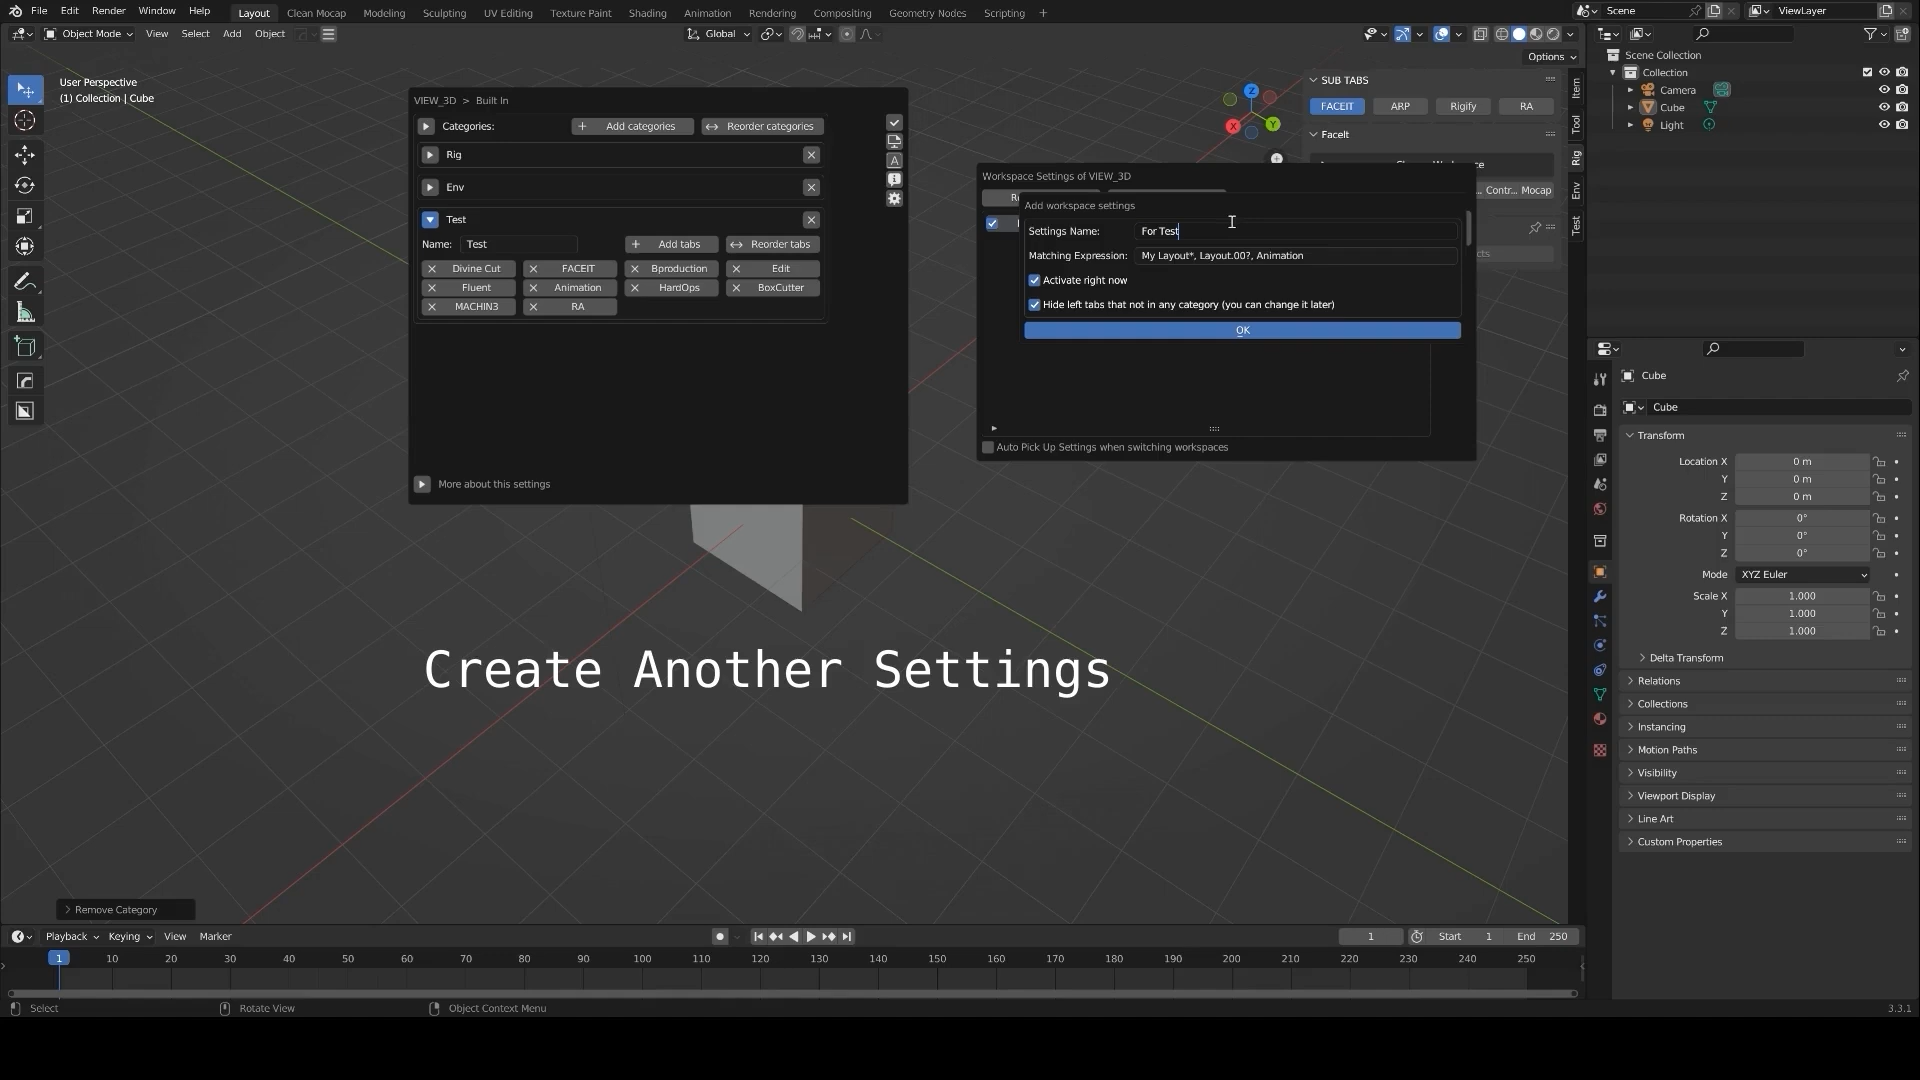 File Edit Render Window Help Layout Clean Mocap Modeling Sculpting UV Editing Texture Paint Shading Animation Rendering Compositing Geometry Nodes Scripting + Scene ViewLayer
Object Mode View Select Add Object Global
Options
User Perspective
(1) Collection | Cube
SUB TABS
FACEIT ARP Rigify RA
FaceIt
Contr... Mocap
Item
Tool
Rig
Env
Test
VIEW_3D > Built In
Categories: + Add categories Reorder categories
Rig
Env
Test
Name: Test + Add tabs Reorder tabs
Divine Cut FACEIT Bproduction Edit
Fluent Animation HardOps BoxCutter
MACHIN3 RA
More about this settings
Workspace Settings of VIEW_3D
Add workspace settings
Settings Name: For Test
Matching Expression: My Layout*, Layout.00?, Animation
Activate right now
Hide left tabs that not in any category (you can change it later)
OK
Auto Pick Up Settings when switching workspaces
Create Another Settings
Remove Category
Scene Collection
Collection
Camera
Cube
Light
Cube
Cube
Transform
Location X 0 m
Y 0 m
Z 0 m
Rotation X 0°
Y 0°
Z 0°
Mode XYZ Euler
Scale X 1.000
Y 1.000
Z 1.000
Delta Transform
Relations
Collections
Instancing
Motion Paths
Visibility
Viewport Display
Line Art
Custom Properties
Playback Keying View Marker 1 Start 1 End 250
1 10 20 30 40 50 60 70 80 90 100 110 120 130 140 150 160 170 180 190 200 210 220 230 240 250
Select Rotate View Object Context Menu 3.3.1